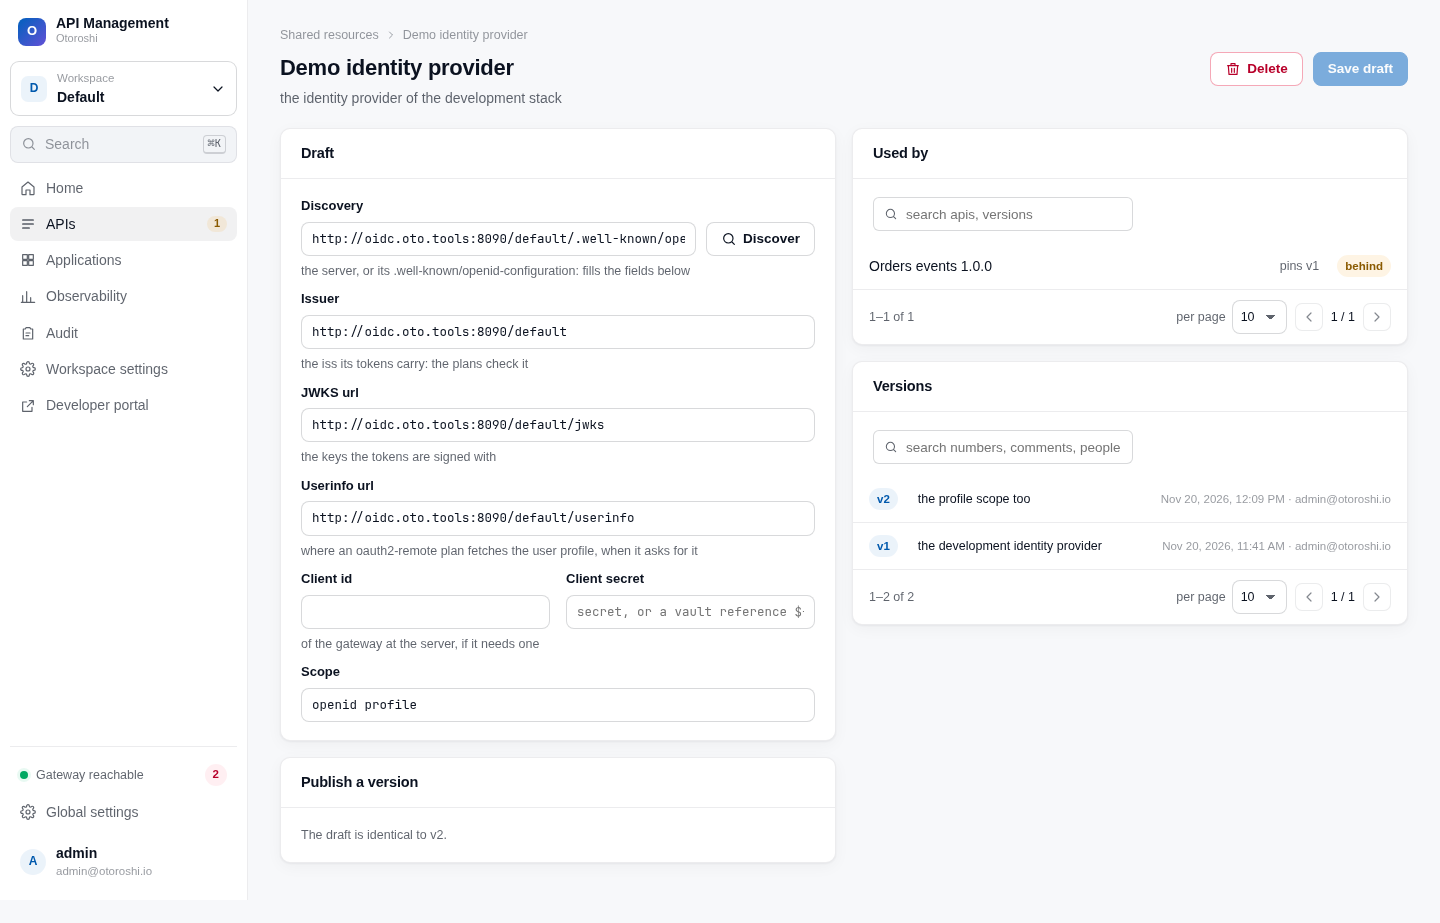 API Management
Otoroshi
Workspace
D
Default
Search
⌘K
Home
APIs 1
Applications
Observability
Audit
Workspace settings
Developer portal
Gateway reachable 2
Global settings
A
admin
admin@otoroshi.io
Shared resources > Demo identity provider
Demo identity provider
the identity provider of the development stack
Delete
Save draft
Draft
Discovery
http://oidc.oto.tools:8090/default/.well-known/ope
Discover
the server, or its .well-known/openid-configuration: fills the fields below
Issuer
http://oidc.oto.tools:8090/default
the iss its tokens carry: the plans check it
JWKS url
http://oidc.oto.tools:8090/default/jwks
the keys the tokens are signed with
Userinfo url
http://oidc.oto.tools:8090/default/userinfo
where an oauth2-remote plan fetches the user profile, when it asks for it
Client id
Client secret
secret, or a vault reference $
of the gateway at the server, if it needs one
Scope
openid profile
Publish a version
The draft is identical to v2.
Used by
search apis, versions
Orders events 1.0.0 pins v1 behind
1–1 of 1 per page 10 1 / 1
Versions
search numbers, comments, people
v2 the profile scope too Nov 20, 2026, 12:09 PM · admin@otoroshi.io
v1 the development identity provider Nov 20, 2026, 11:41 AM · admin@otoroshi.io
1–2 of 2 per page 10 1 / 1